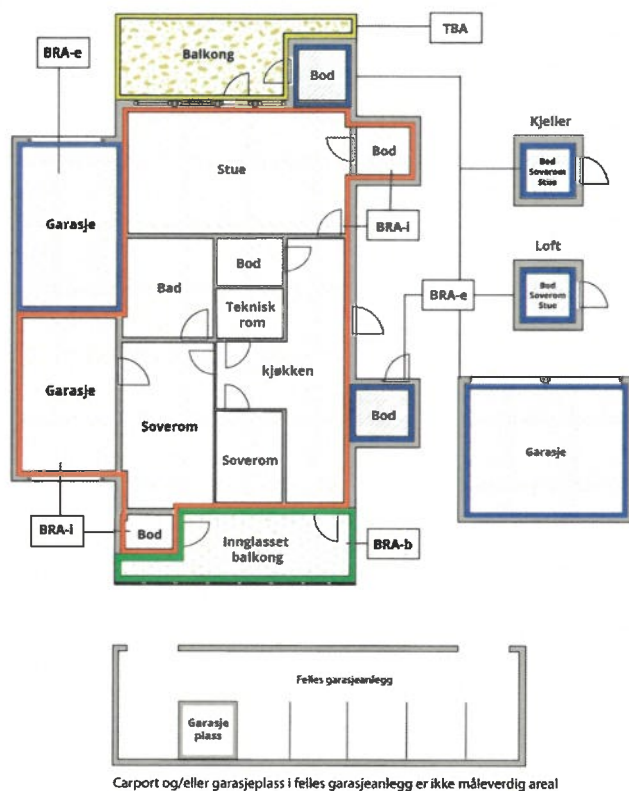 TBA
BRA-e
Balkong
Bod
Kjeller
Stue
Bod
Bod
Soverom
Stue
Garasje
BRA-i
Loft
Bad
Bod
BRA-e
Teknisk
rom
Bod
Soverom
Stue
Garasje
kjøkken
Soverom
Bod
Soverom
Garasje
BRA-i
Bod
Innglasset
balkong
BRA-b
Felles garasjeanlegg
Garasje
plass
Carport og/eller garasjeplass i felles garasjeanlegg er ikke måleverdig areal